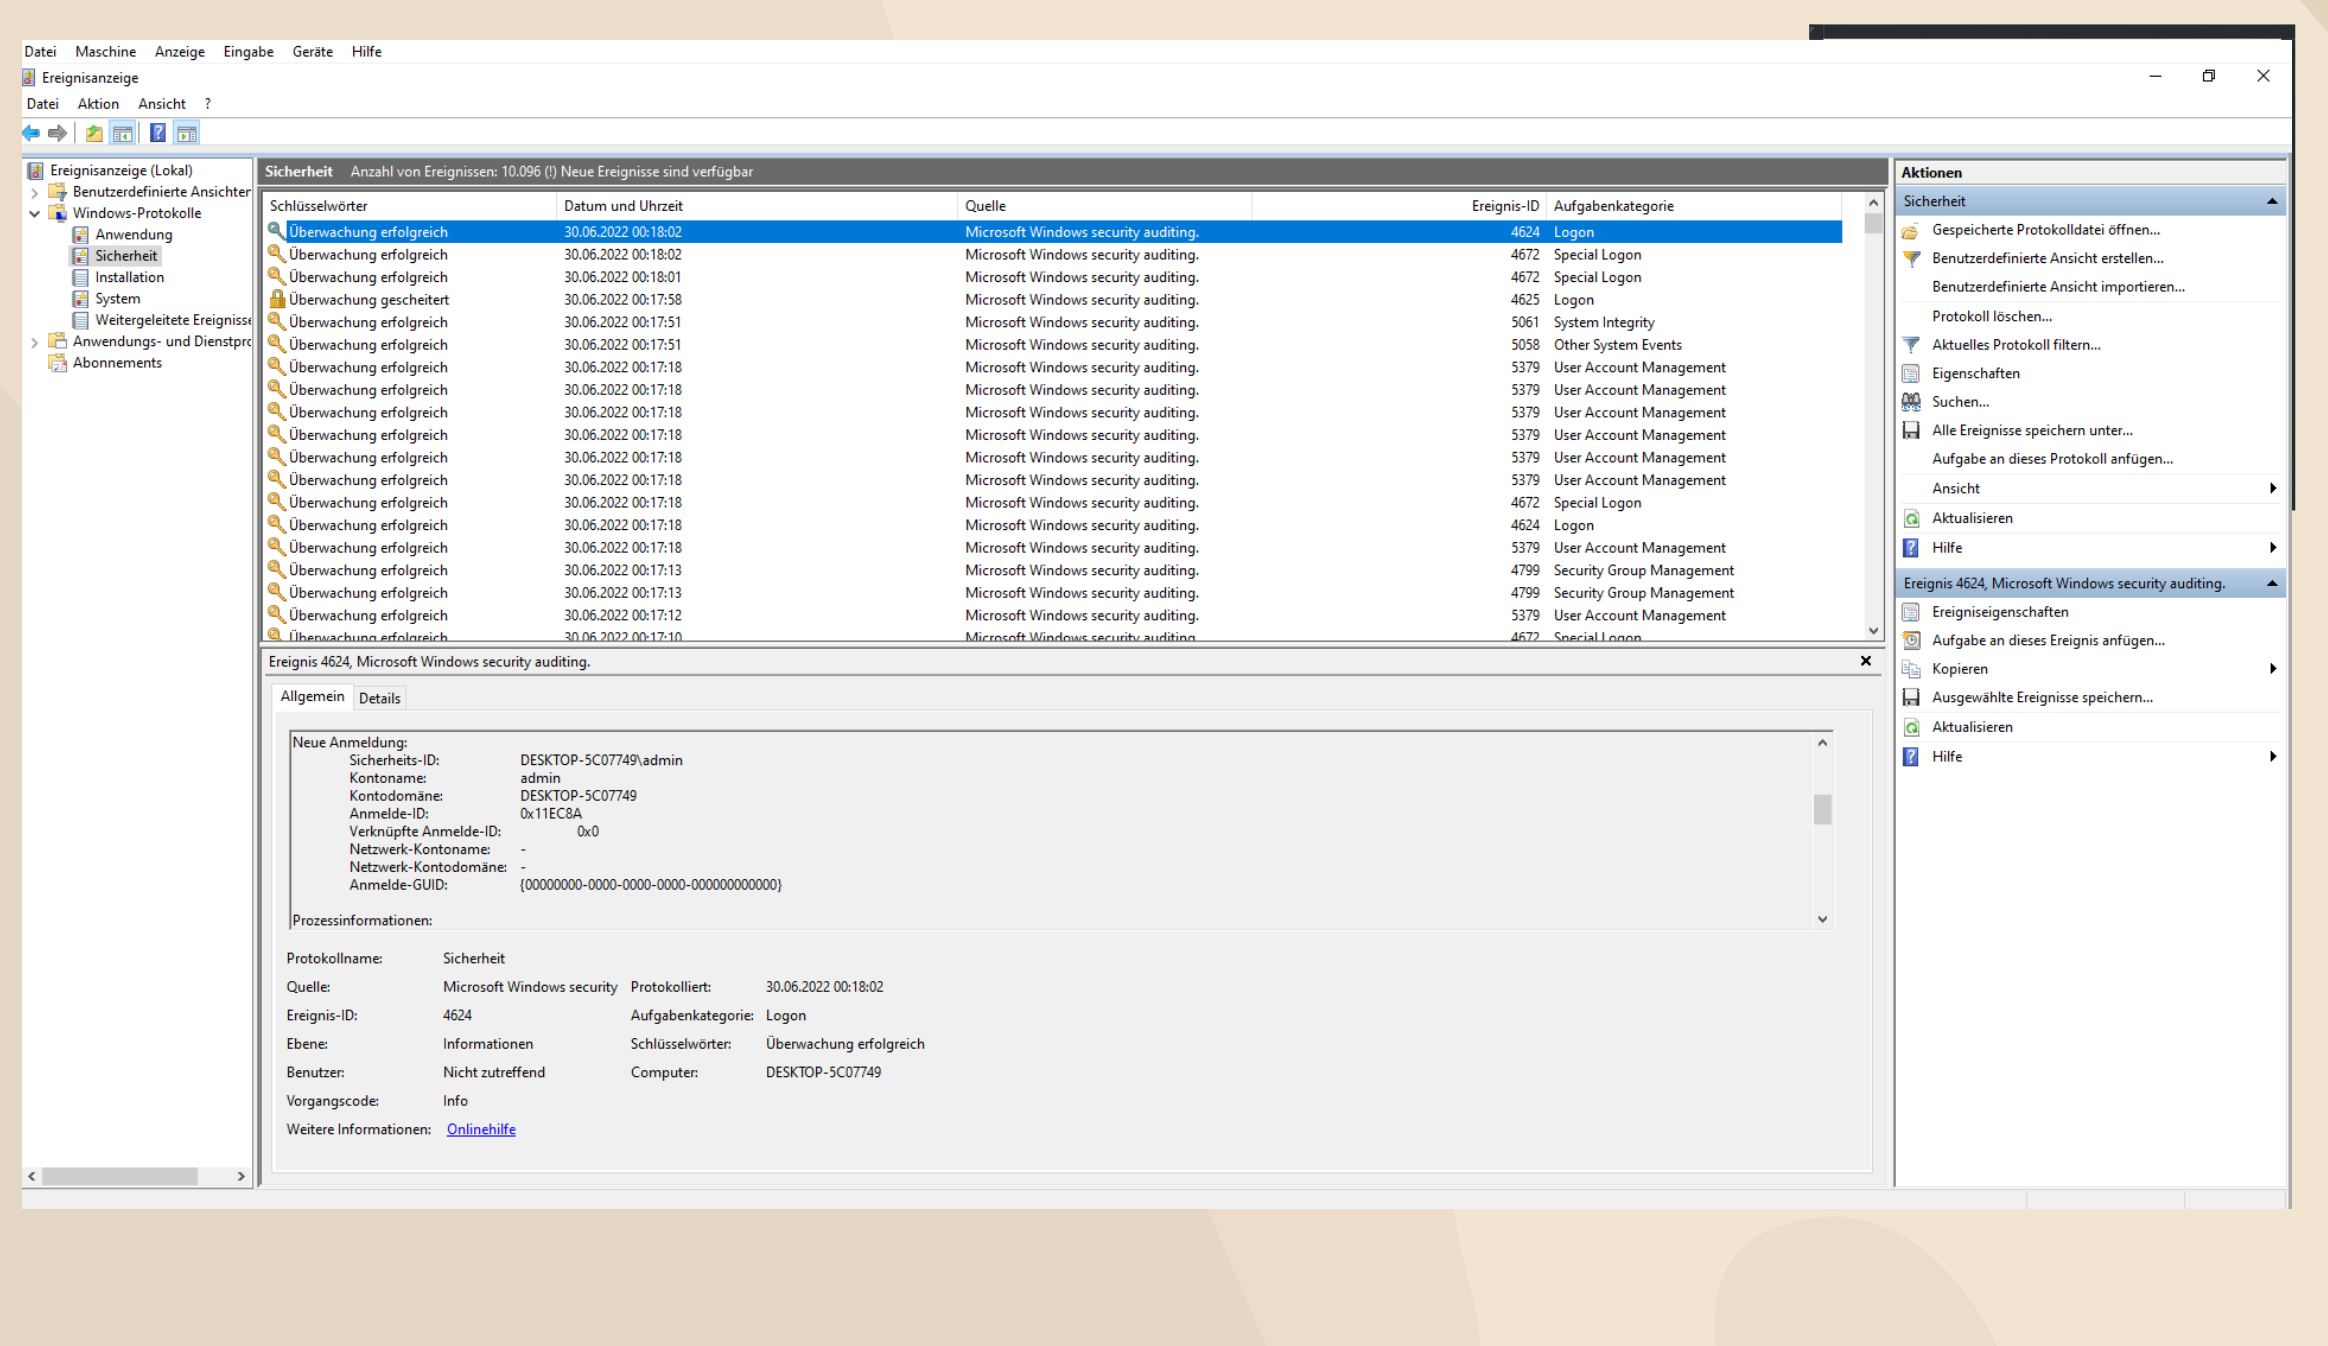 Datei Maschine Anzeige Eingabe Geräte Hilfe
Ereignisanzeige
Datei Aktion Ansicht ?
Ereignisanzeige (Lokal)
Benutzerdefinierte Ansichten
Windows-Protokolle
Anwendung
Sicherheit
Installation
System
Weitergeleitete Ereignisse
Anwendungs- und Dienstpro
Abonnements
Sicherheit Anzahl von Ereignissen: 10.096 (!) Neue Ereignisse sind verfügbar
Schlüsselwörter Datum und Uhrzeit Quelle Ereignis-ID Aufgabenkategorie
Überwachung erfolgreich 30.06.2022 00:18:02 Microsoft Windows security auditing. 4624 Logon
Überwachung erfolgreich 30.06.2022 00:18:02 Microsoft Windows security auditing. 4672 Special Logon
Überwachung erfolgreich 30.06.2022 00:18:01 Microsoft Windows security auditing. 4672 Special Logon
Überwachung gescheitert 30.06.2022 00:17:58 Microsoft Windows security auditing. 4625 Logon
Überwachung erfolgreich 30.06.2022 00:17:51 Microsoft Windows security auditing. 5061 System Integrity
Überwachung erfolgreich 30.06.2022 00:17:51 Microsoft Windows security auditing. 5058 Other System Events
Überwachung erfolgreich 30.06.2022 00:17:18 Microsoft Windows security auditing. 5379 User Account Management
Überwachung erfolgreich 30.06.2022 00:17:18 Microsoft Windows security auditing. 5379 User Account Management
Überwachung erfolgreich 30.06.2022 00:17:18 Microsoft Windows security auditing. 5379 User Account Management
Überwachung erfolgreich 30.06.2022 00:17:18 Microsoft Windows security auditing. 5379 User Account Management
Überwachung erfolgreich 30.06.2022 00:17:18 Microsoft Windows security auditing. 5379 User Account Management
Überwachung erfolgreich 30.06.2022 00:17:18 Microsoft Windows security auditing. 5379 User Account Management
Überwachung erfolgreich 30.06.2022 00:17:18 Microsoft Windows security auditing. 4672 Special Logon
Überwachung erfolgreich 30.06.2022 00:17:18 Microsoft Windows security auditing. 4624 Logon
Überwachung erfolgreich 30.06.2022 00:17:18 Microsoft Windows security auditing. 5379 User Account Management
Überwachung erfolgreich 30.06.2022 00:17:13 Microsoft Windows security auditing. 4799 Security Group Management
Überwachung erfolgreich 30.06.2022 00:17:13 Microsoft Windows security auditing. 4799 Security Group Management
Überwachung erfolgreich 30.06.2022 00:17:12 Microsoft Windows security auditing. 5379 User Account Management
Überwachung erfolgreich 30.06.2022 00:17:10 Microsoft Windows security auditing. 4672 Special Logon
Ereignis 4624, Microsoft Windows security auditing.
Allgemein Details
Neue Anmeldung:
Sicherheits-ID: DESKTOP-5C07749\admin
Kontoname: admin
Kontodomäne: DESKTOP-5C07749
Anmelde-ID: 0x11EC8A
Verknüpfte Anmelde-ID: 0x0
Netzwerk-Kontoname: -
Netzwerk-Kontodomäne: -
Anmelde-GUID: {00000000-0000-0000-0000-000000000000}
Prozessinformationen:
Protokollname: Sicherheit
Quelle: Microsoft Windows security Protokolliert: 30.06.2022 00:18:02
Ereignis-ID: 4624 Aufgabenkategorie: Logon
Ebene: Informationen Schlüsselwörter: Überwachung erfolgreich
Benutzer: Nicht zutreffend Computer: DESKTOP-5C07749
Vorgangscode: Info
Weitere Informationen: Onlinehilfe
Aktionen
Sicherheit
Gespeicherte Protokolldatei öffnen...
Benutzerdefinierte Ansicht erstellen...
Benutzerdefinierte Ansicht importieren...
Protokoll löschen...
Aktuelles Protokoll filtern...
Eigenschaften
Suchen...
Alle Ereignisse speichern unter...
Aufgabe an dieses Protokoll anfügen...
Ansicht
Aktualisieren
Hilfe
Ereignis 4624, Microsoft Windows security auditing.
Ereigniseigenschaften
Aufgabe an dieses Ereignis anfügen...
Kopieren
Ausgewählte Ereignisse speichern...
Aktualisieren
Hilfe